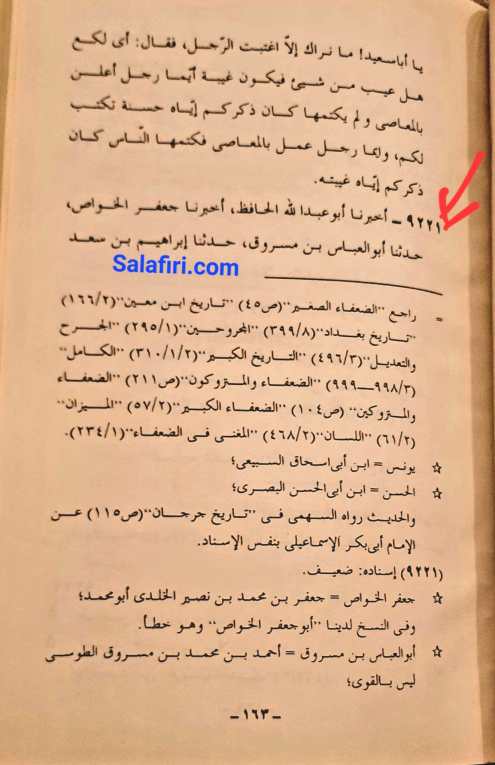 يا أباسعيد! ما نراك إلاّ اغتبت الرّجل، فقال: أى لكع
هل عيب من شيئ فيكون غيبة أيّما رجل أعلن
بالمعاصى ولم يكتمها كان ذكركم إيّاه حسنة تكتب
لكم، وإيما رجل عمل بالمعاصى فكتمها النّاس كان
ذكركم إيّاه غيبته.
٩٢٢١ – أخبرنا أبوعبدا لله الحافظ، أخبرنا جعفر الخواص،
حدثنا أبوالعباس بن مسروق، حدثنا إبراهيم بن سعد
Salafiri.com
= راجع "الضعفاء الصغير"(ص٤٥) "تاريخ ابن معين"(١٦٦/٢)
"تاريخ بغداد"(٣٩٩/٨) "المجروحين"(٢٩٥/١) "الجرح
والتعديل"(٤٩٦/٣) "التاريخ الكبير"(٣١٠/١/٢) "الكامل"
(٩٩٨/٣–٩٩٩) "الضعفاء والمتروكون"(ص٢١١) "الضعفاء
والمتروكين" (ص١٠٤) "الضعفاء الكبير"(٥٧/٢) "الميزان"
(٦١/٢) "اللسان"(٤٦٨/٢) "المغنى فى الضعفاء"(٢٣٤/١).
☆ يونس = ابن أبى‌اسحاق السبيعى؛
☆ الحسن = ابن أبى‌الحسن البصرى؛
والحديث رواه السهمى فى "تاريخ جرجان"(ص١١٥) عن
الإمام أبى‌بكر الإسماعيلى بنفس الإسناد.
(٩٢٢١) إسناده: ضعيف.
☆ جعفر الخواص = جعفر بن محمد بن نصير الخلدى أبومحمد؛
وفى النسخ لدينا "أبوجعفر الخواص" وهو خطأ.
☆ أبوالعباس بن مسروق = أحمد بن محمد بن مسروق الطوسى
ليس بالقوى؛
–١٦٣–